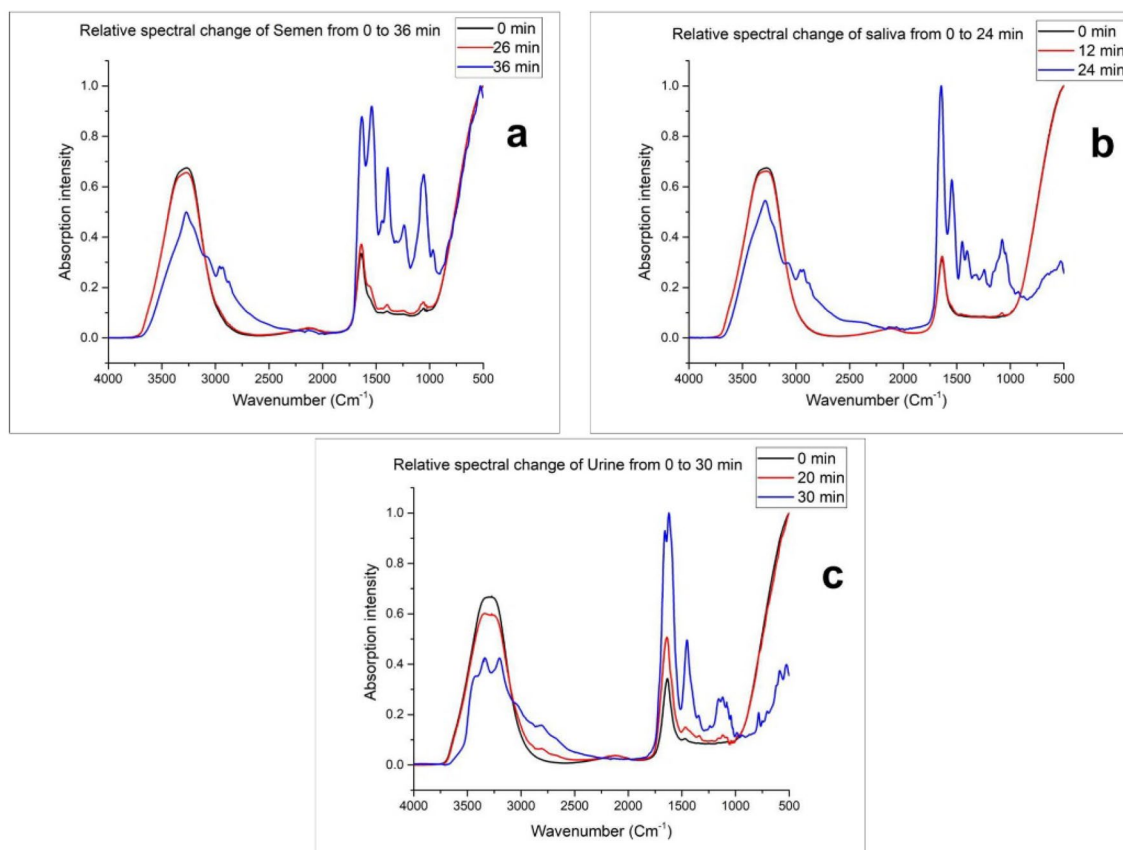 Relative spectral change of Semen from 0 to 36 min
0 min
26 min
36 min
a
1.0
0.8
0.6
0.4
0.2
0.0
Absorption intensity
4000 3500 3000 2500 2000 1500 1000 500
Wavenumber (Cm⁻¹)
Relative spectral change of saliva from 0 to 24 min
0 min
12 min
24 min
b
1.0
0.8
0.6
0.4
0.2
0.0
Absorption intensity
4000 3500 3000 2500 2000 1500 1000 500
Wavenumber (Cm⁻¹)
Relative spectral change of Urine from 0 to 30 min
0 min
20 min
30 min
c
1.0
0.8
0.6
0.4
0.2
0.0
Absorption intensity
4000 3500 3000 2500 2000 1500 1000 500
Wavenumber (Cm⁻¹)